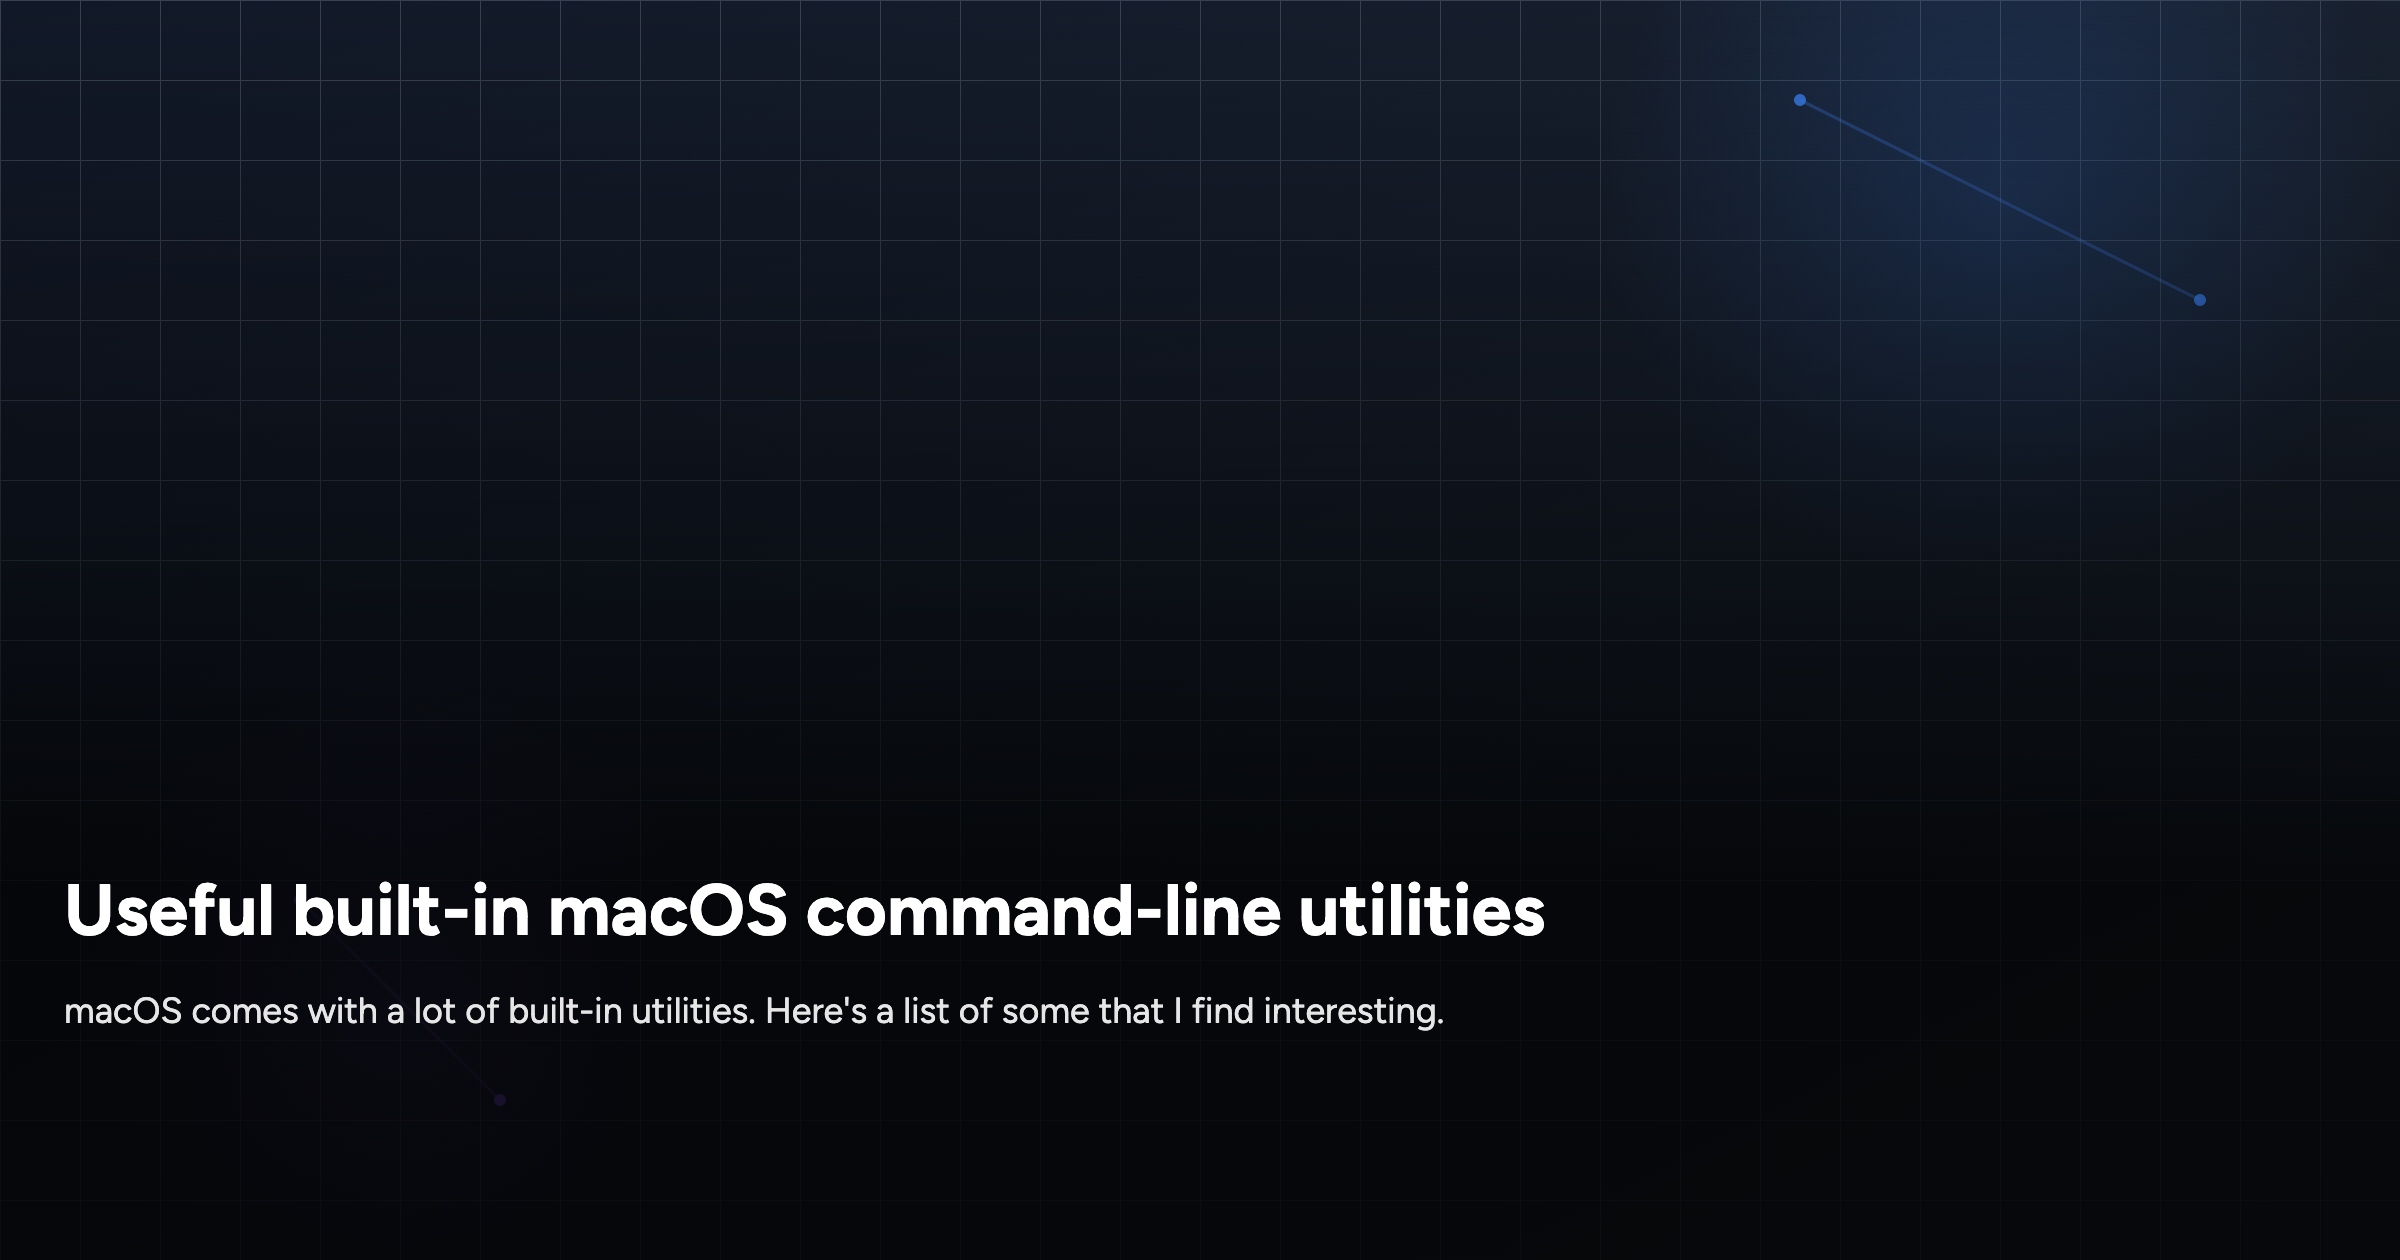 Useful built-in macOS command-line utilities
macOS comes with a lot of built-in utilities. Here's a list of some that I find interesting.